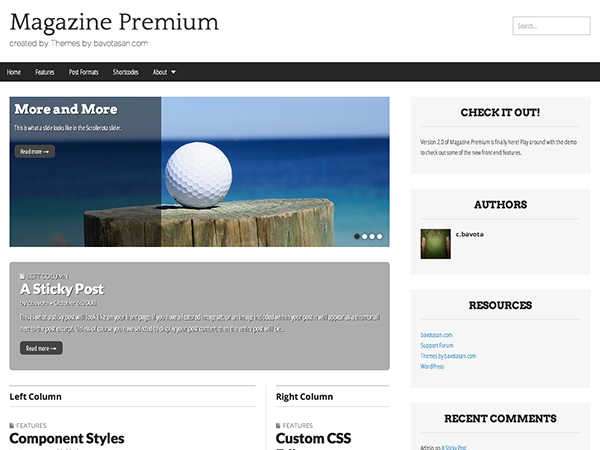 Magazine Premium
created by Themes by bavotasan.com
Search...
Home Features Post Formats Shortcodes About
More and More
This is what a slide looks like in the Scrollerota slider.
Read more →
LEFT COLUMN
A Sticky Post
by c.bavota • October 6, 2008
This is what a sticky post will look like on your front page. If you have a featured image set, or an image included within your post it will appear as a thumbnail
next to the post excerpt. Unless of course you have selected to display your post content, then the entire post will be...
Read more →
Left Column
FEATURES
Component Styles
Right Column
FEATURES
Custom CSS
CHECK IT OUT!
Version 2.0 of Magazine Premium is finally here! Play around with the demo
to check out some of the new front end features.
AUTHORS
c.bavota
RESOURCES
bavotasan.com
Support Forum
Themes by bavotasan.com
WordPress
RECENT COMMENTS
Admin on A Sticky Post